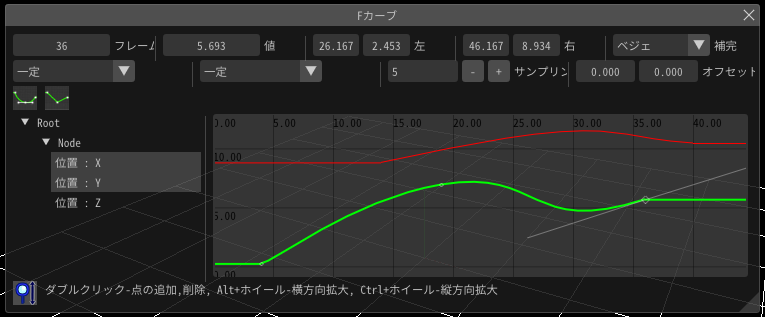 Fカーブ
36 フレーム 5.693 値 26.167 2.453 左 46.167 8.934 右 ベジェ 補完
一定 一定 5 - + サンプリン 0.000 0.000 オフセット
Root
Node
位置 : X
位置 : Y
位置 : Z
0.00 5.00 10.00 15.00 20.00 25.00 30.00 35.00 40.00
10.00
5.00
ダブルクリック-点の追加,削除, Alt+ホイール-横方向拡大, Ctrl+ホイール-縦方向拡大